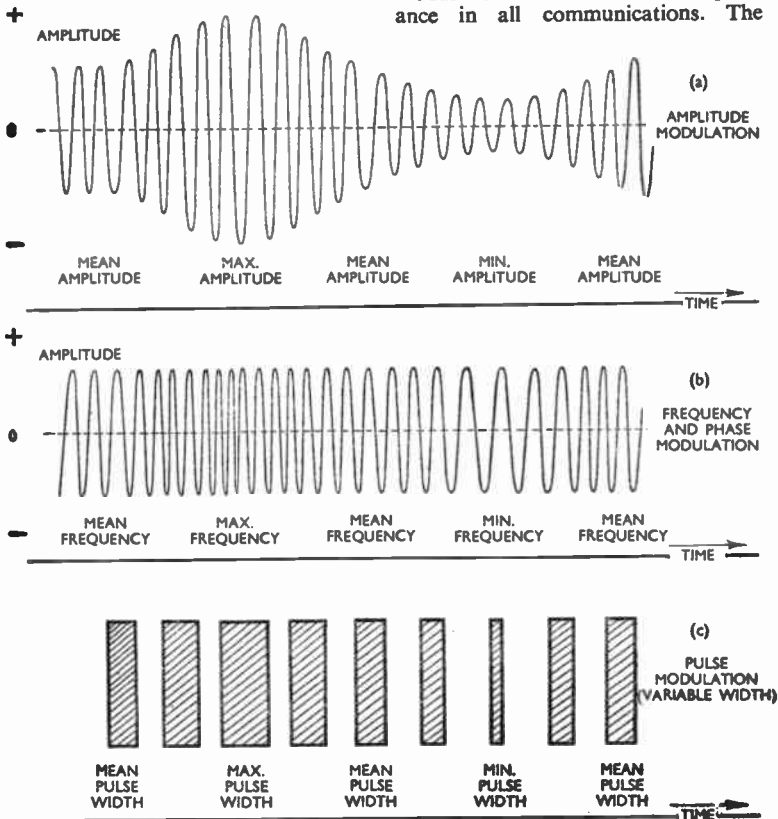 ance in all communications. The
+
AMPLITUDE
(a)
AMPLITUDE
MODULATION
−
MEAN
AMPLITUDE
MAX.
AMPLITUDE
MEAN
AMPLITUDE
MIN.
AMPLITUDE
MEAN
AMPLITUDE
TIME
+
AMPLITUDE
(b)
0
FREQUENCY
AND PHASE
MODULATION
−
MEAN
FREQUENCY
MAX.
FREQUENCY
MEAN
FREQUENCY
MIN.
FREQUENCY
MEAN
FREQUENCY
TIME
(c)
PULSE
MODULATION
(VARIABLE WIDTH)
MEAN
PULSE
WIDTH
MAX.
PULSE
WIDTH
MEAN
PULSE
WIDTH
MIN.
PULSE
WIDTH
MEAN
PULSE
WIDTH
TIME